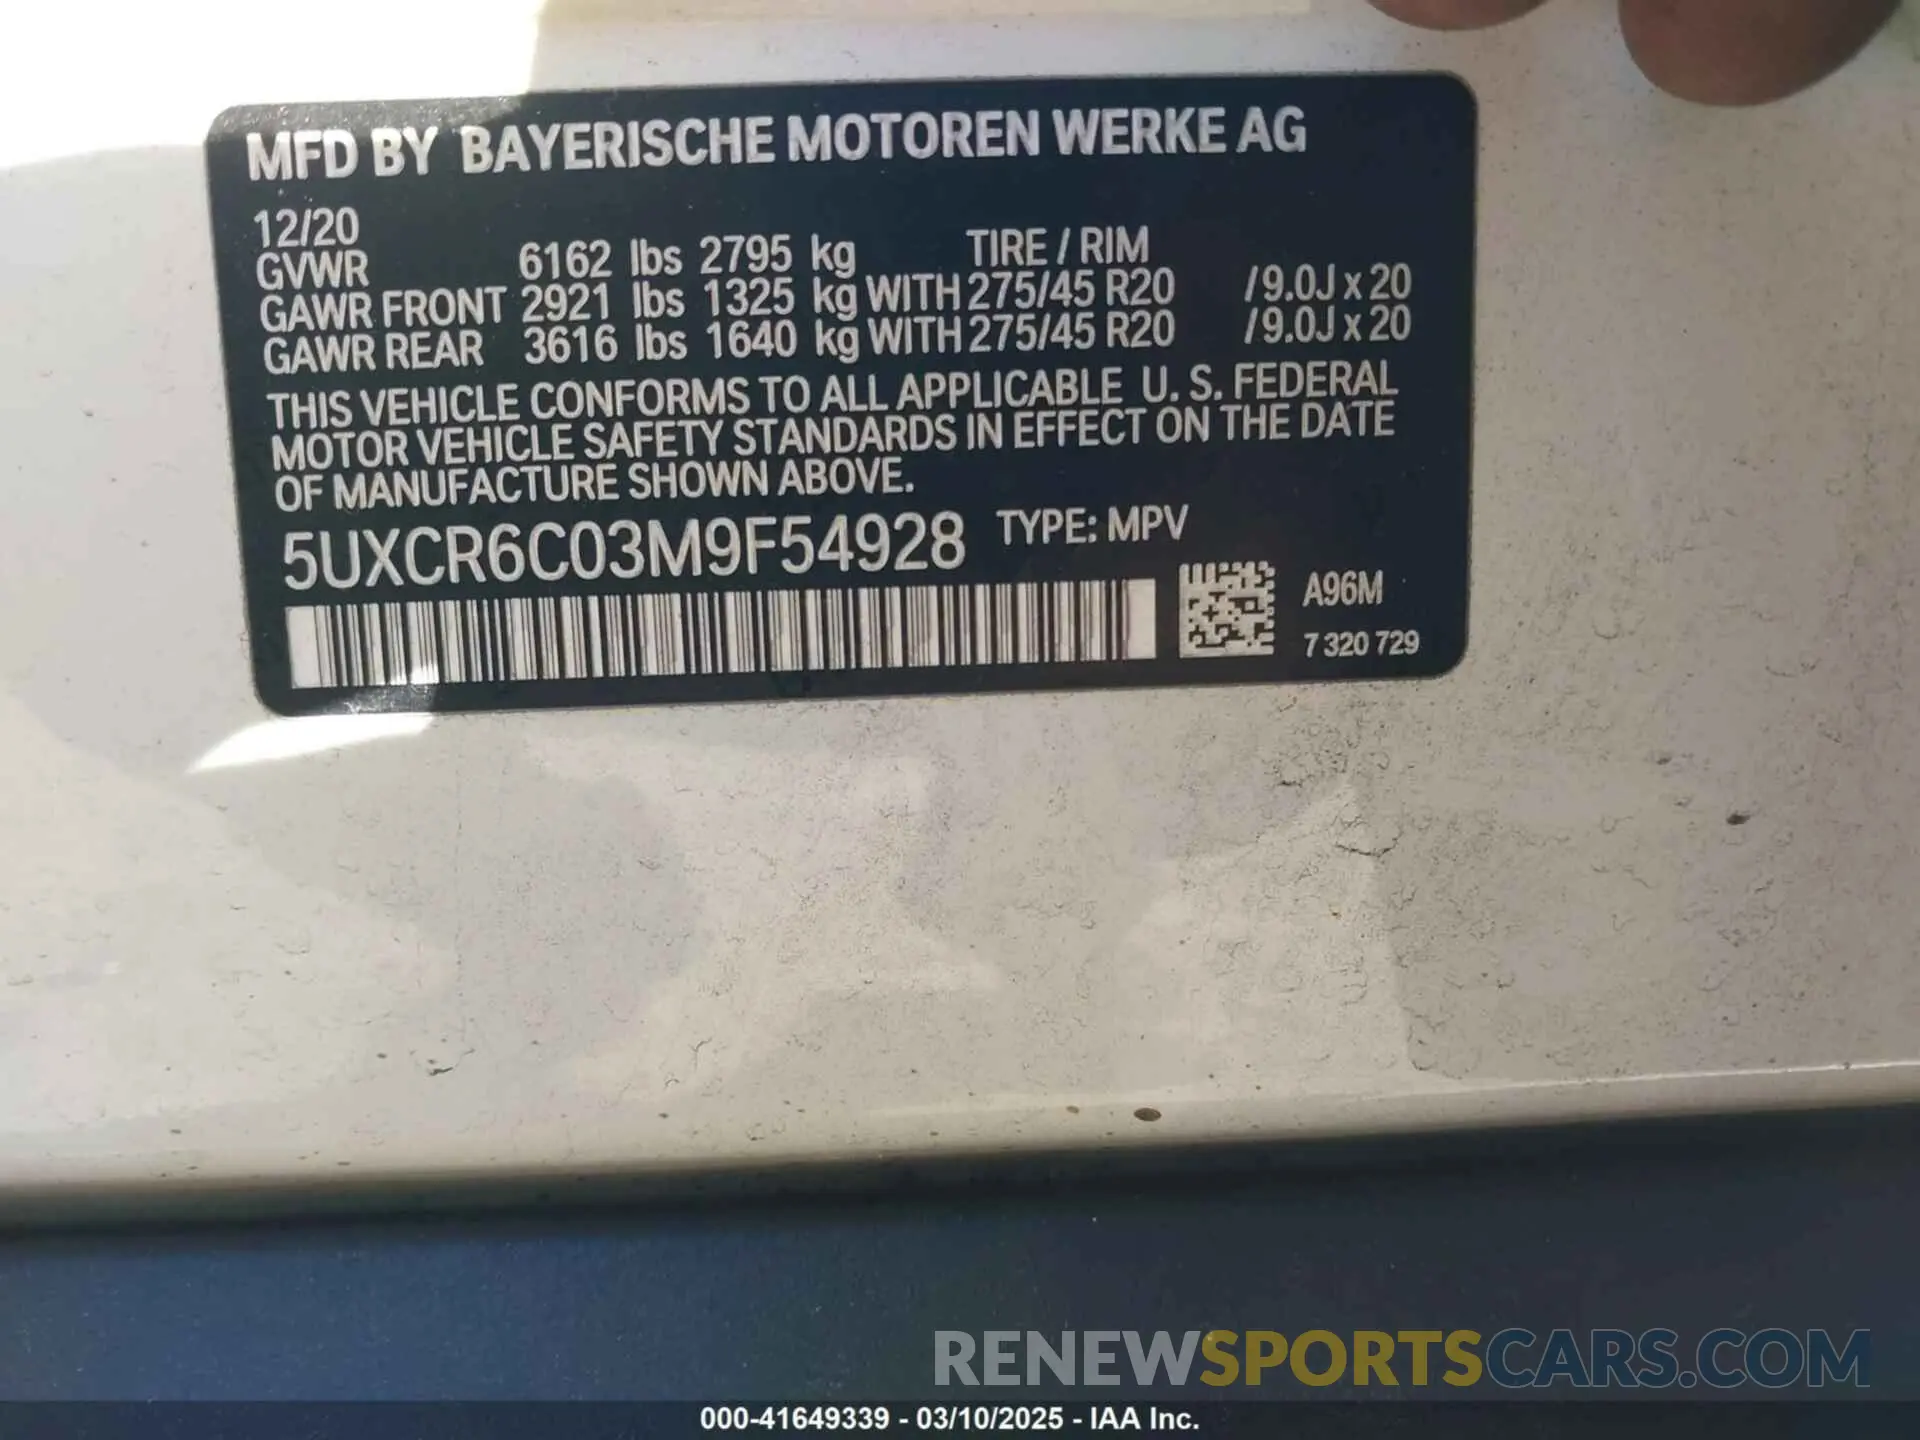 MFD BY BAYERISCHE MOTOREN WERKE AG
12/20
GVWR 6162 lbs 2795 kg TIRE / RIM
GAWR FRONT 2921 lbs 1325 kg WITH 275/45 R20 /9.0J x 20
GAWR REAR 3616 lbs 1640 kg WITH 275/45 R20 /9.0J x 20
THIS VEHICLE CONFORMS TO ALL APPLICABLE U. S. FEDERAL
MOTOR VEHICLE SAFETY STANDARDS IN EFFECT ON THE DATE
OF MANUFACTURE SHOWN ABOVE.
5UXCR6C03M9F54928 TYPE: MPV
A96M
7 320 729
RENEWSPORTSCARS.COM
000-41649339 - 03/10/2025 - IAA Inc.